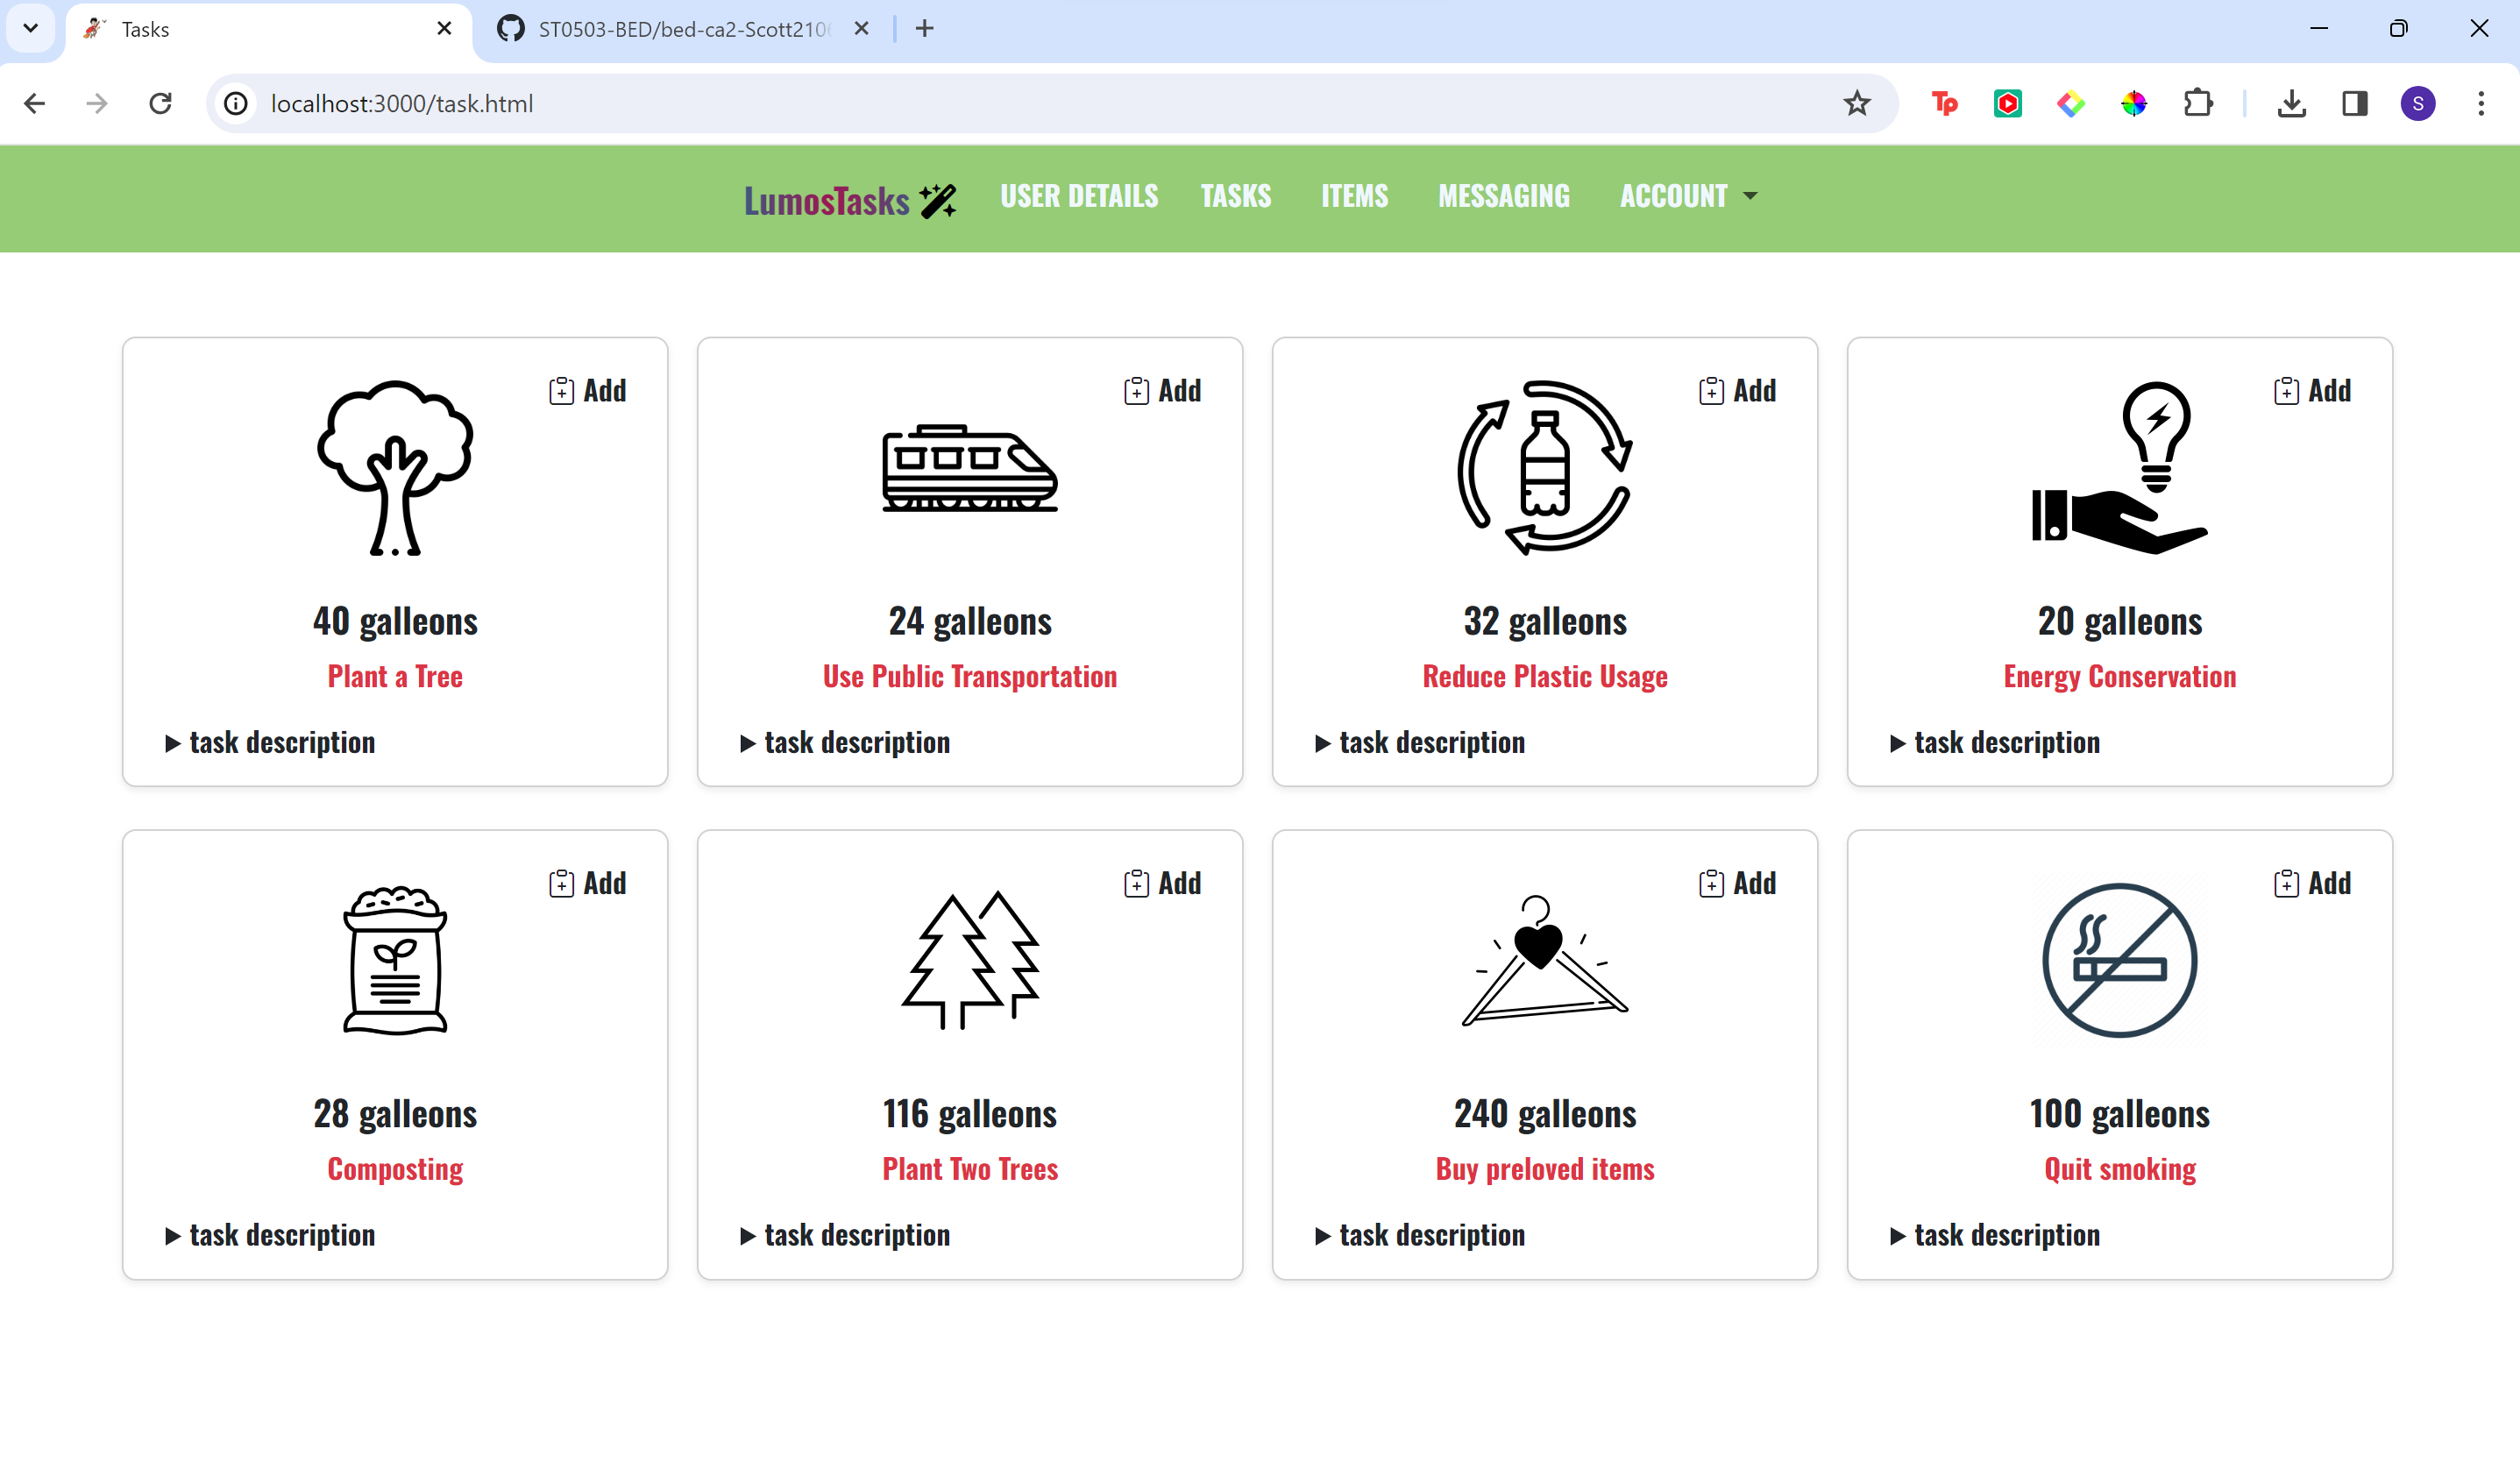 Tasks
ST0503-BED/bed-ca2-Scott210
localhost:3000/task.html
Tp
S
LumosTasks USER DETAILS TASKS ITEMS MESSAGING ACCOUNT
Add Add Add Add
40 galleons 24 galleons 32 galleons 20 galleons
Plant a Tree Use Public Transportation Reduce Plastic Usage Energy Conservation
task description task description task description task description
Add Add Add Add
28 galleons 116 galleons 240 galleons 100 galleons
Composting Plant Two Trees Buy preloved items Quit smoking
task description task description task description task description